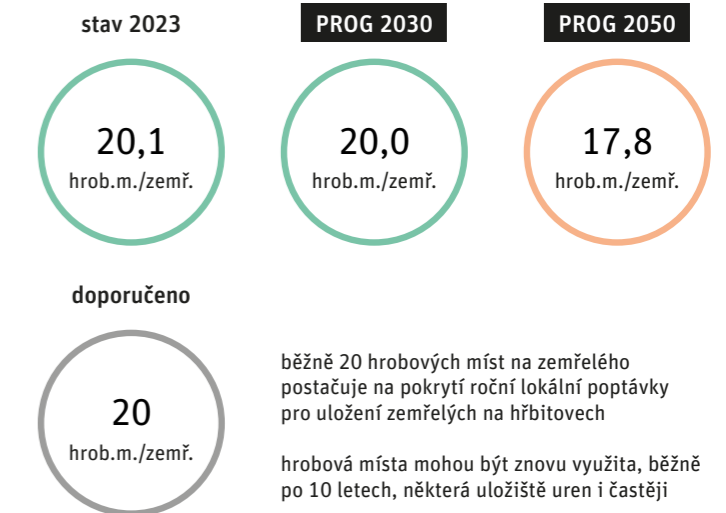 stav 2023
PROG 2030
PROG 2050
20,1
hrob.m./zemř.
20,0
hrob.m./zemř.
17,8
hrob.m./zemř.
doporučeno
20
hrob.m./zemř.
běžně 20 hrobových míst na zemřelého
postačuje na pokrytí roční lokální poptávky
pro uložení zemřelých na hřbitovech
hrobová místa mohou být znovu využita, běžně
po 10 letech, některá uložiště uren i častěji